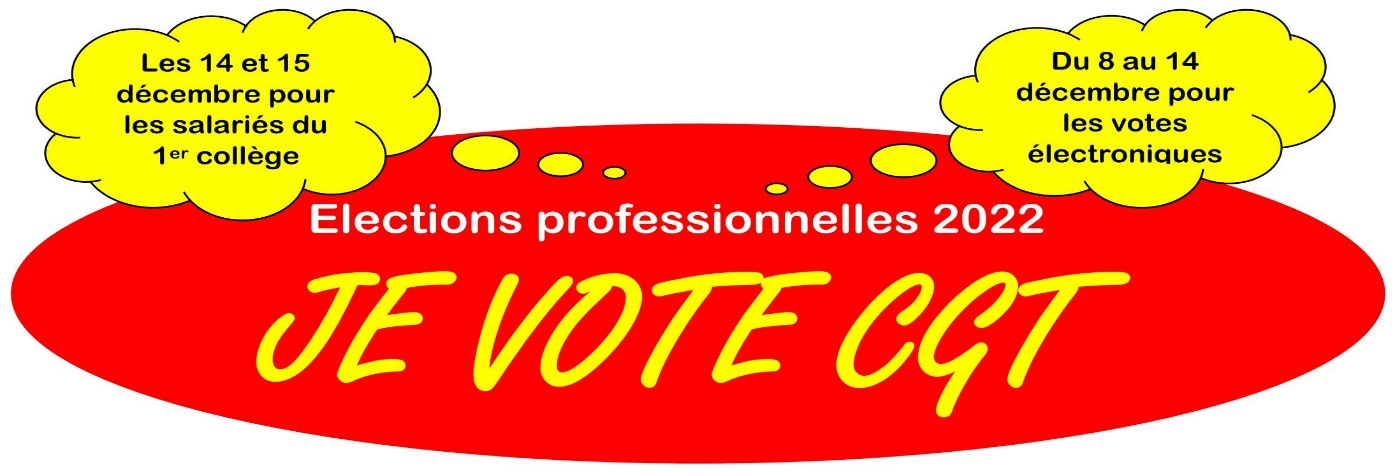 Les 14 et 15
décembre pour
les salariés du
1er collège
Du 8 au 14
décembre pour
les votes
électroniques
Elections professionnelles 2022
JE VOTE CGT